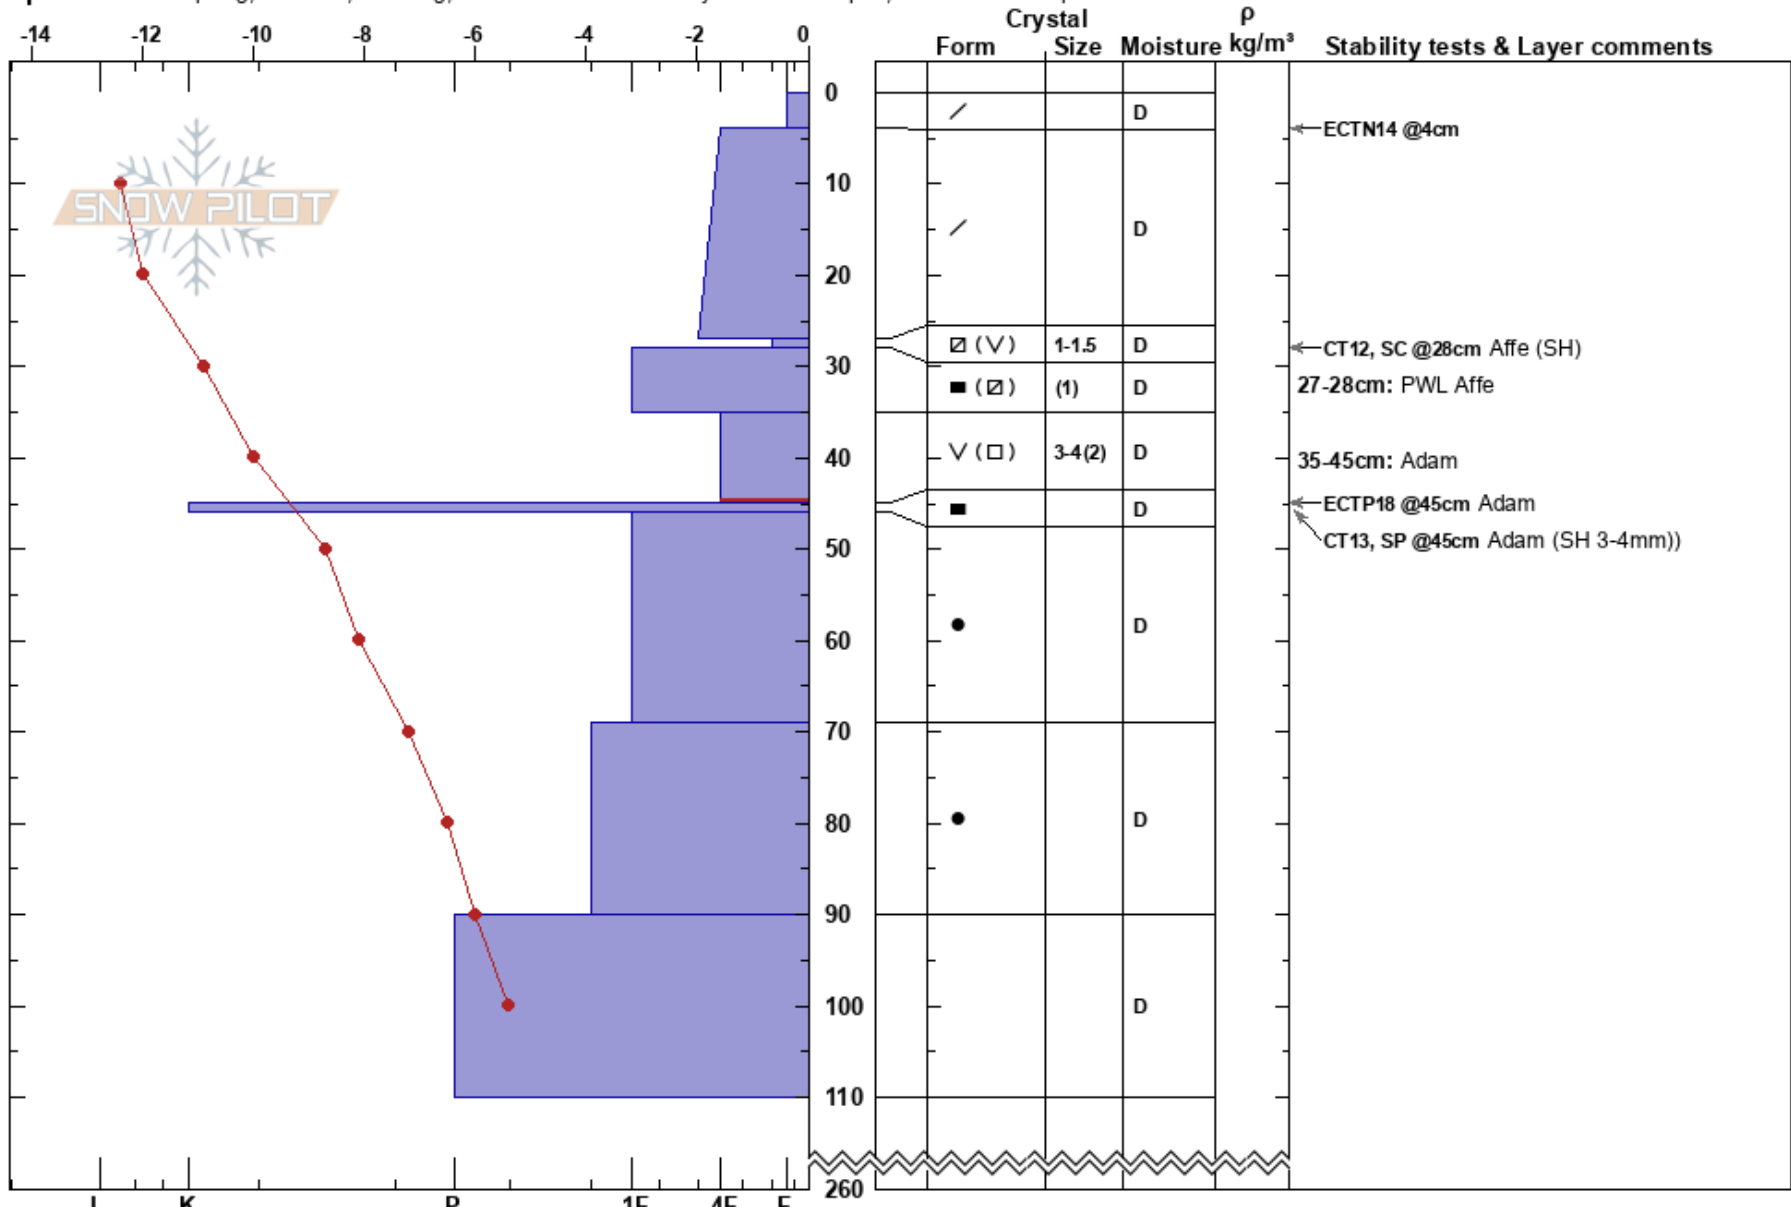 Crystal ρ
-14 -12 -10 -8 -6 -4 -2 0 Form Size Moisture kg/m³ Stability tests & Layer comments
0
D
ECTN14 @4cm
10
SNOW PILOT
D
20
1-1.5 D CT12, SC @28cm Affe (SH)
30
(1) D 27-28cm: PWL Affe
3-4(2) D
40 35-45cm: Adam
D ECTP18 @45cm Adam
CT13, SP @45cm Adam (SH 3-4mm))
50
D
60
70
80 D
90
100 D
110
260
I K P 1F 4F F